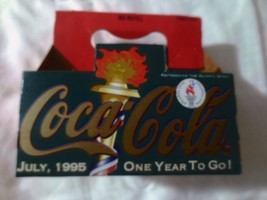 Coca-Cola
JULY, 1995 ONE YEAR TO GO!